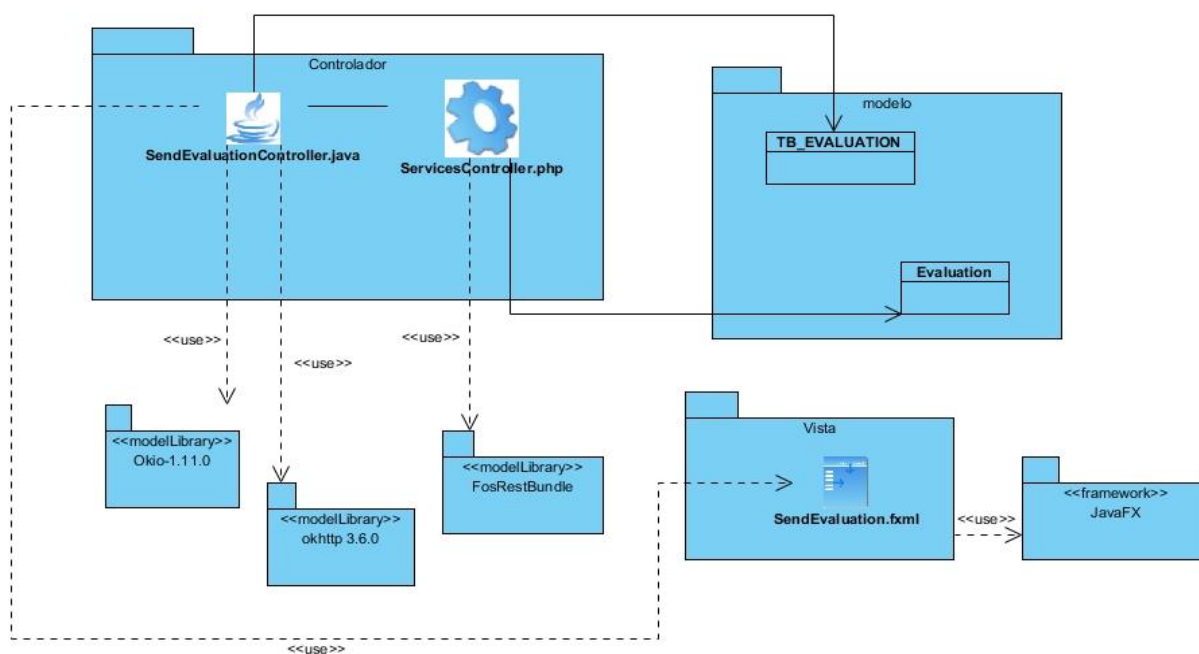 Controlador
SendEvaluationController.java
ServicesController.php
modelo
TB_EVALUATION
Evaluation
<<use>>
<<use>>
<<use>>
<<modelLibrary>>
Okio-1.11.0
<<modelLibrary>>
okhttp 3.6.0
<<modelLibrary>>
FosRestBundle
Vista
SendEvaluation.fxml
<<use>>
<<framework>>
JavaFX
<<use>>